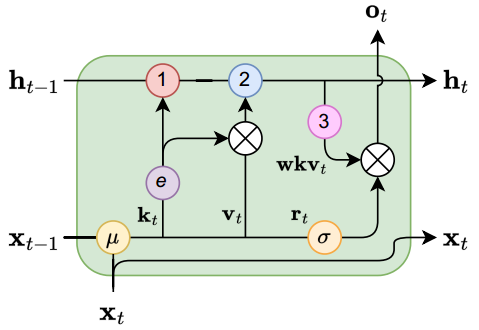 o_t
h_{t-1} 1 2 h_t
3
wkv_t
e
k_t v_t r_t
x_{t-1} μ σ x_t
x_t